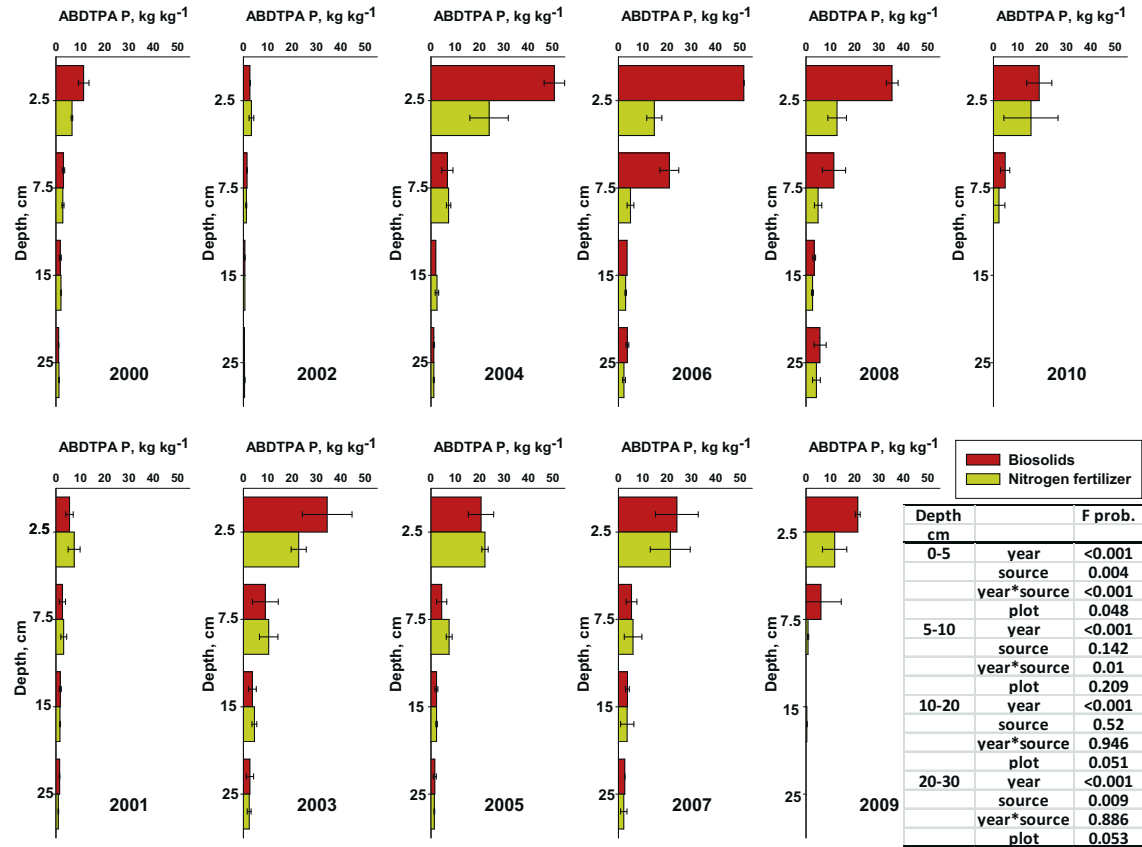 ABDTPA P, kg kg⁻¹ ABDTPA P, kg kg⁻¹ ABDTPA P, kg kg⁻¹ ABDTPA P, kg kg⁻¹ ABDTPA P, kg kg⁻¹ ABDTPA P, kg kg⁻¹
0 10 20 30 40 50 0 10 20 30 40 50 0 10 20 30 40 50 0 10 20 30 40 50 0 10 20 30 40 50 0 10 20 30 40 50
2.5 2.5 2.5 2.5 2.5 2.5
7.5 7.5 7.5 7.5 7.5 7.5
Depth, cm Depth, cm Depth, cm Depth, cm Depth, cm Depth, cm
15 15 15 15 15 15
25 25 25 25 25 25
2000 2002 2004 2006 2008 2010
ABDTPA P, kg kg⁻¹ ABDTPA P, kg kg⁻¹ ABDTPA P, kg kg⁻¹ ABDTPA P, kg kg⁻¹ ABDTPA P, kg kg⁻¹
0 10 20 30 40 50 0 10 20 30 40 50 0 10 20 30 40 50 0 10 20 30 40 50 0 10 20 30 40 50
2.5 2.5 2.5 2.5 2.5
7.5 7.5 7.5 7.5 7.5
Depth, cm Depth, cm Depth, cm Depth, cm Depth, cm
15 15 15 15 15
25 25 25 25 25
2001 2003 2005 2007 2009
Biosolids
Nitrogen fertilizer
Depth F prob.
cm
0-5 year <0.001
source 0.004
year*source <0.001
plot 0.048
5-10 year <0.001
source 0.142
year*source 0.01
plot 0.209
10-20 year <0.001
source 0.52
year*source 0.946
plot 0.051
20-30 year <0.001
source 0.009
year*source 0.886
plot 0.053